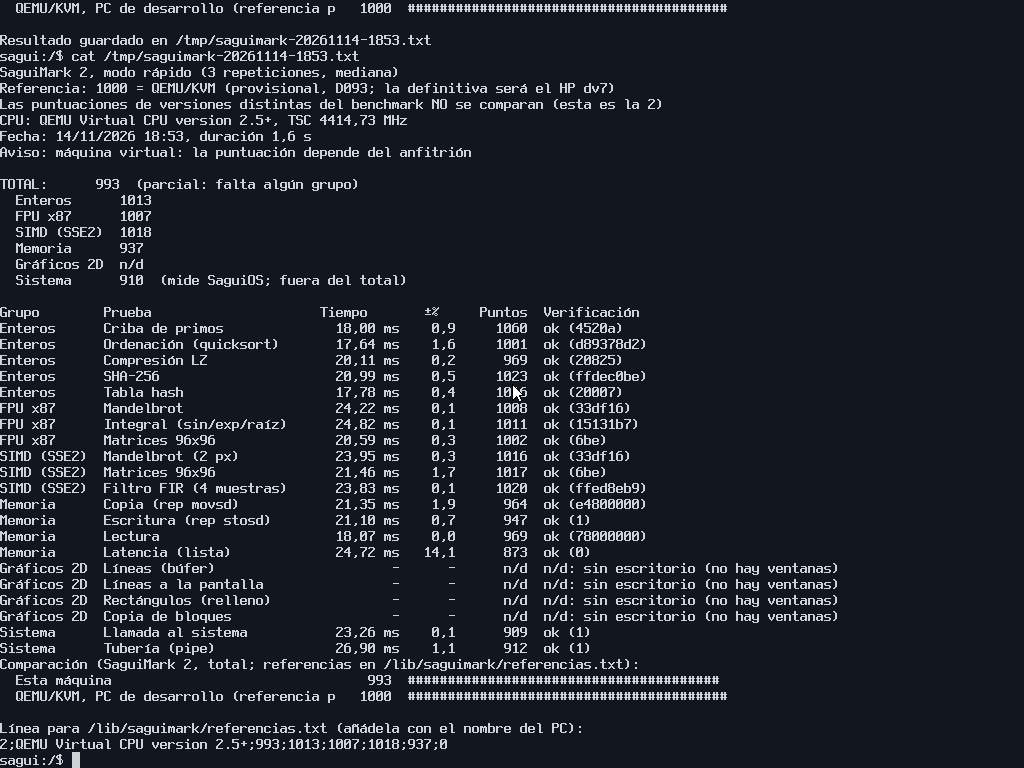 QEMU/KVM, PC de desarrollo (referencia p   1000  ########################################
Resultado guardado en /tmp/saguimark-20261114-1853.txt
sagui:/$ cat /tmp/saguimark-20261114-1853.txt
SaguiMark 2, modo rápido (3 repeticiones, mediana)
Referencia: 1000 = QEMU/KVM (provisional, D093; la definitiva será el HP dv7)
Las puntuaciones de versiones distintas del benchmark NO se comparan (esta es la 2)
CPU: QEMU Virtual CPU version 2.5+, TSC 4414,73 MHz
Fecha: 14/11/2026 18:53, duración 1,6 s
Aviso: máquina virtual: la puntuación depende del anfitrión
TOTAL:      993  (parcial: falta algún grupo)
Enteros      1013
FPU x87      1007
SIMD (SSE2)  1018
Memoria      937
Gráficos 2D  n/d
Sistema      910  (mide SaguiOS; fuera del total)
Grupo        Prueba                     Tiempo       ±%     Puntos  Verificación
Enteros      Criba de primos              18,00 ms    0,9     1060  ok (4520a)
Enteros      Ordenación (quicksort)       17,64 ms    1,6     1001  ok (d89378d2)
Enteros      Compresión LZ                20,11 ms    0,2      969  ok (20825)
Enteros      SHA-256                      20,99 ms    0,5     1023  ok (ffdec0be)
Enteros      Tabla hash                   17,78 ms    0,4     ok (20007)
FPU x87      Mandelbrot                   24,22 ms    0,1     1008  ok (33df16)
FPU x87      Integral (sin/exp/raíz)      24,82 ms    0,1     1011  ok (15131b7)
FPU x87      Matrices 96x96               20,59 ms    0,3     1002  ok (6be)
SIMD (SSE2)  Mandelbrot (2 px)            23,95 ms    0,3     1016  ok (33df16)
SIMD (SSE2)  Matrices 96x96               21,46 ms    1,7     1017  ok (6be)
SIMD (SSE2)  Filtro FIR (4 muestras)      23,83 ms    0,1     1020  ok (ffed8eb9)
Memoria      Copia (rep movsd)            21,35 ms    1,9      964  ok (e4800000)
Memoria      Escritura (rep stosd)        21,10 ms    0,7      947  ok (1)
Memoria      Lectura                      18,07 ms    0,0      969  ok (78000000)
Memoria      Latencia (lista)             24,72 ms   14,1      873  ok (0)
Gráficos 2D  Líneas (búfer)                      -      -      n/d  n/d: sin escritorio (no hay ventanas)
Gráficos 2D  Líneas a la pantalla                -      -      n/d  n/d: sin escritorio (no hay ventanas)
Gráficos 2D  Rectángulos (relleno)               -      -      n/d  n/d: sin escritorio (no hay ventanas)
Gráficos 2D  Copia de bloques                    -      -      n/d  n/d: sin escritorio (no hay ventanas)
Sistema      Llamada al sistema           23,26 ms    0,1      909  ok (1)
Sistema      Tubería (pipe)               26,90 ms    1,1      912  ok (1)
Comparación (SaguiMark 2, total; referencias en /lib/saguimark/referencias.txt):
Esta máquina                                993  #######################################
QEMU/KVM, PC de desarrollo (referencia p   1000  ########################################
Línea para /lib/saguimark/referencias.txt (añádela con el nombre del PC):
2;QEMU Virtual CPU version 2.5+;993;1013;1007;1018;937;0
sagui:/$